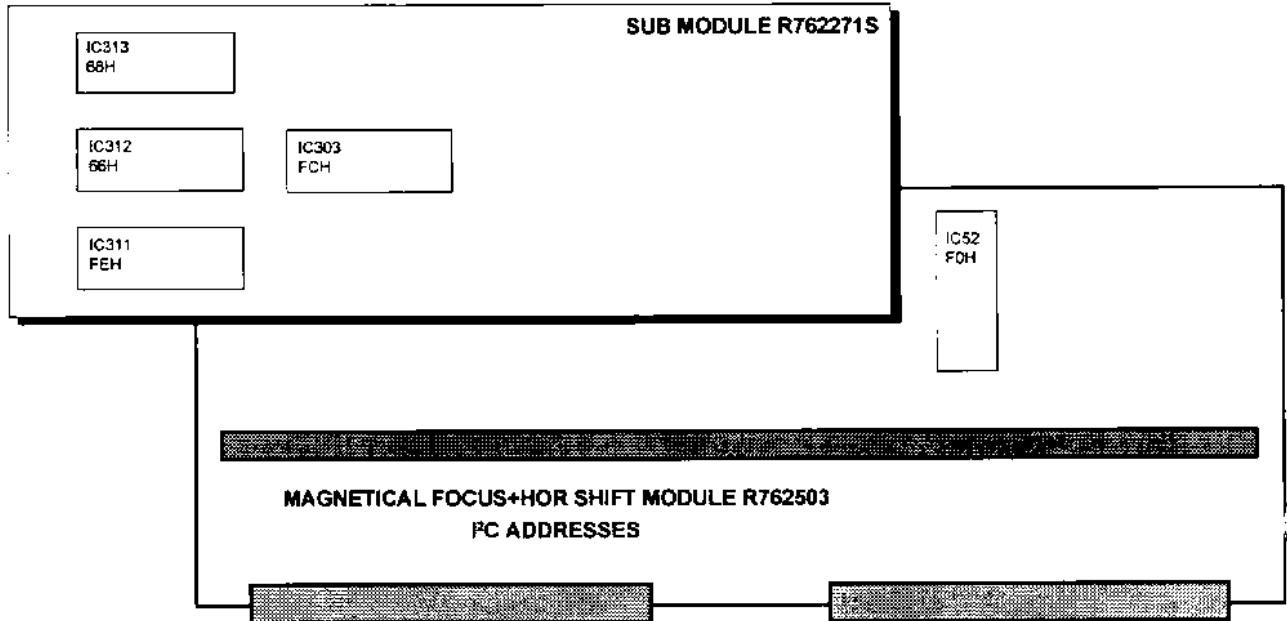 SUB MODULE R762271S
IC313
68H
IC312
66H
IC303
FCH
IC311
FEH
IC52
F0H
MAGNETICAL FOCUS+HOR SHIFT MODULE R762503
I²C ADDRESSES